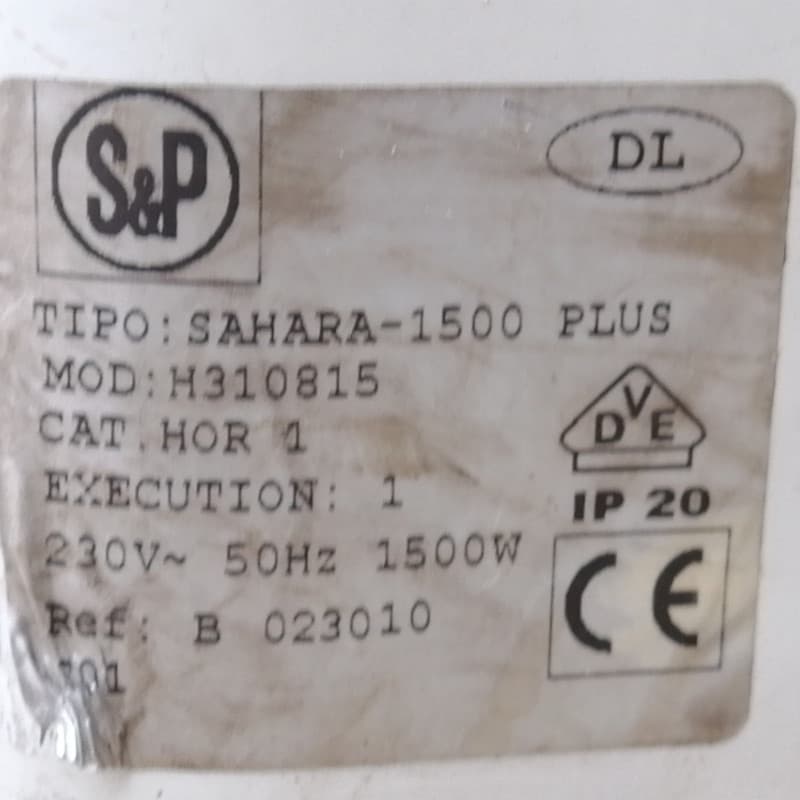 S&P
DL
TIPO:SAHARA-1500 PLUS
MOD:H310815
CAT.HOR 1
DVE
EXECUTION: 1
IP 20
230V~ 50Hz 1500W
CE
Ref: B 023010